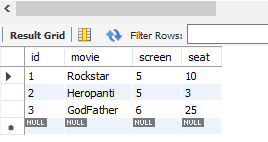 Result Grid Filter Rows:
id movie screen seat
1 Rockstar 5 10
2 Heropanti 5 3
3 GodFather 6 25
NULL NULL NULL NULL